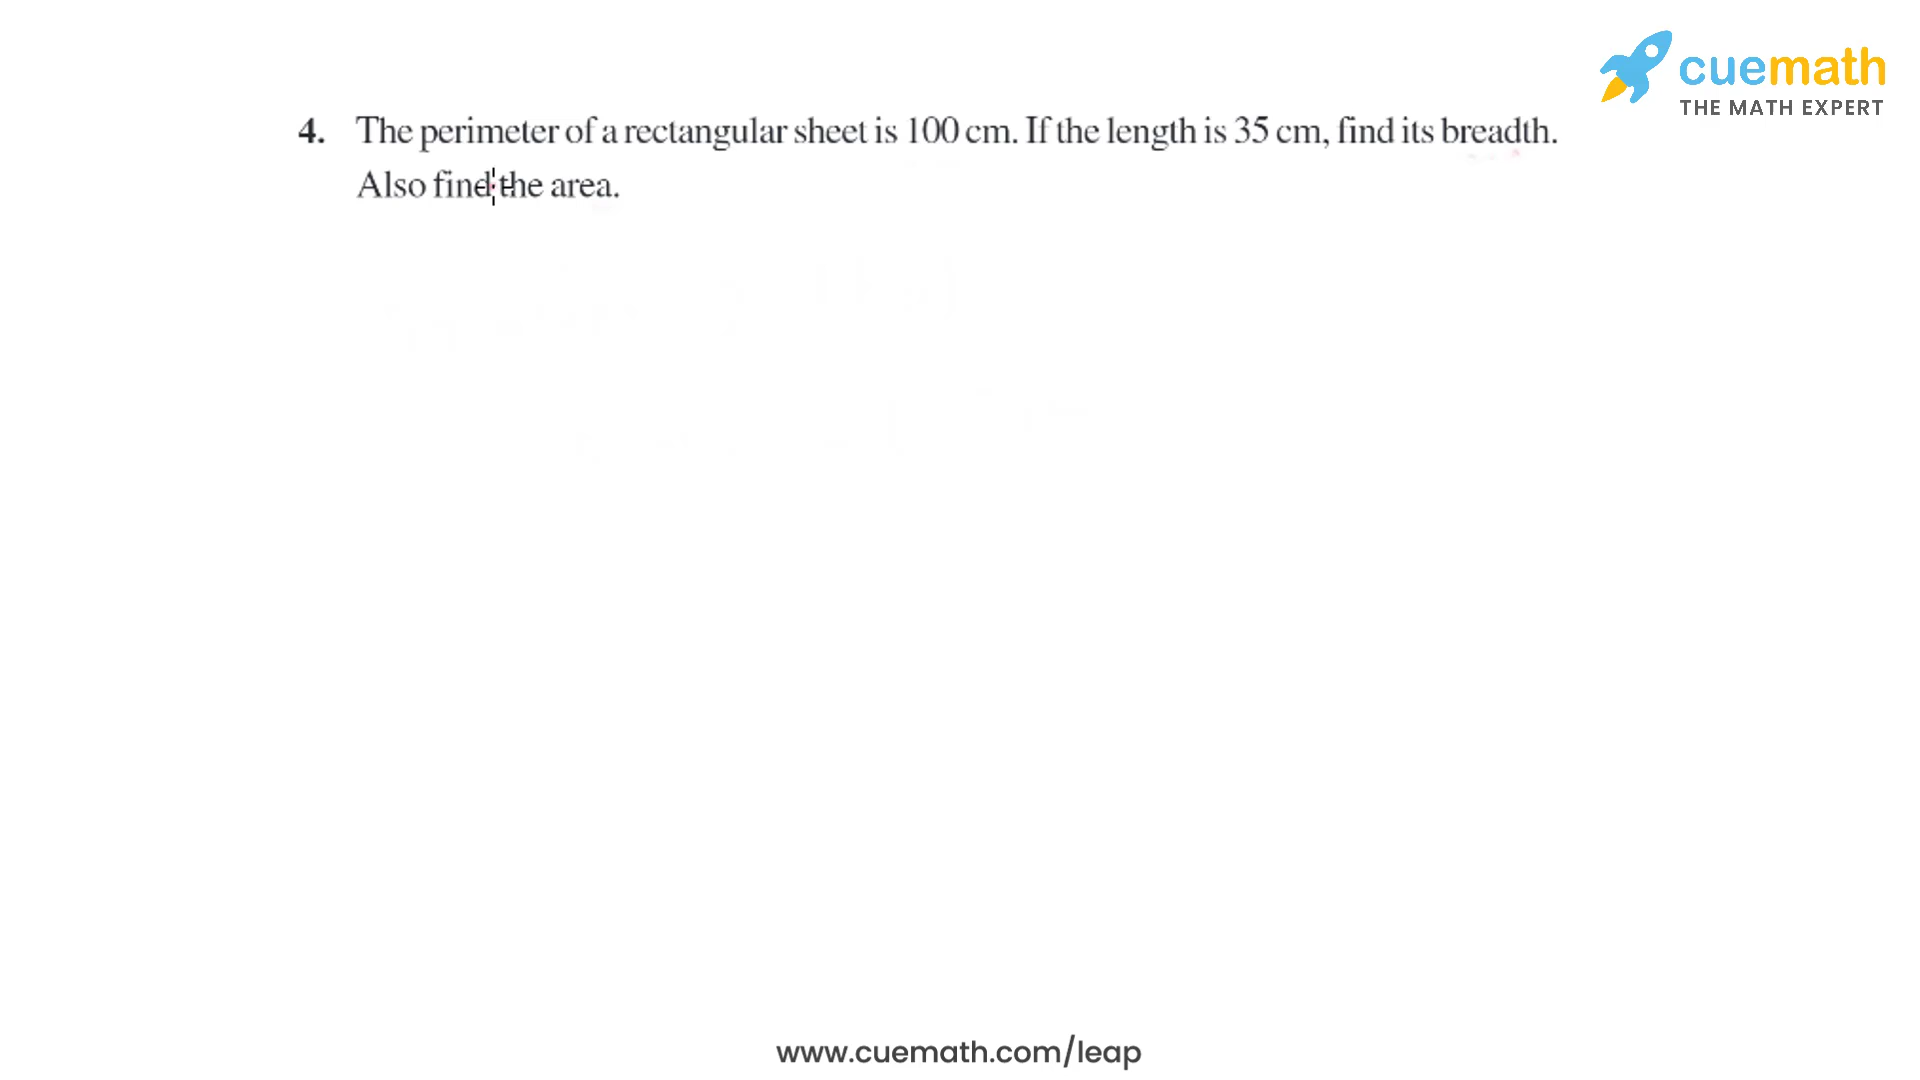 cuemath
THE MATH EXPERT
4. The perimeter of a rectangular sheet is 100 cm. If the length is 35 cm, find its breadth.
Also find the area.
www.cuemath.com/leap